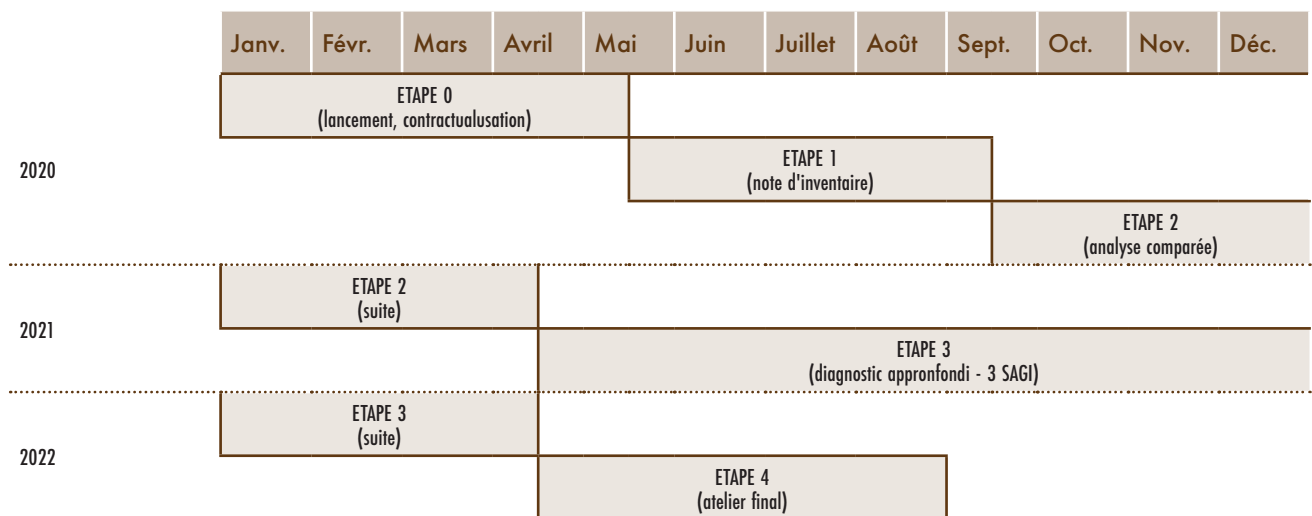 Janv. Févr. Mars Avril Mai Juin Juillet Août Sept. Oct. Nov. Déc.
2020
ETAPE 0
(lancement, contractualusation)
ETAPE 1
(note d'inventaire)
ETAPE 2
(analyse comparée)
2021
ETAPE 2
(suite)
ETAPE 3
(diagnostic appronfondi - 3 SAGI)
2022
ETAPE 3
(suite)
ETAPE 4
(atelier final)